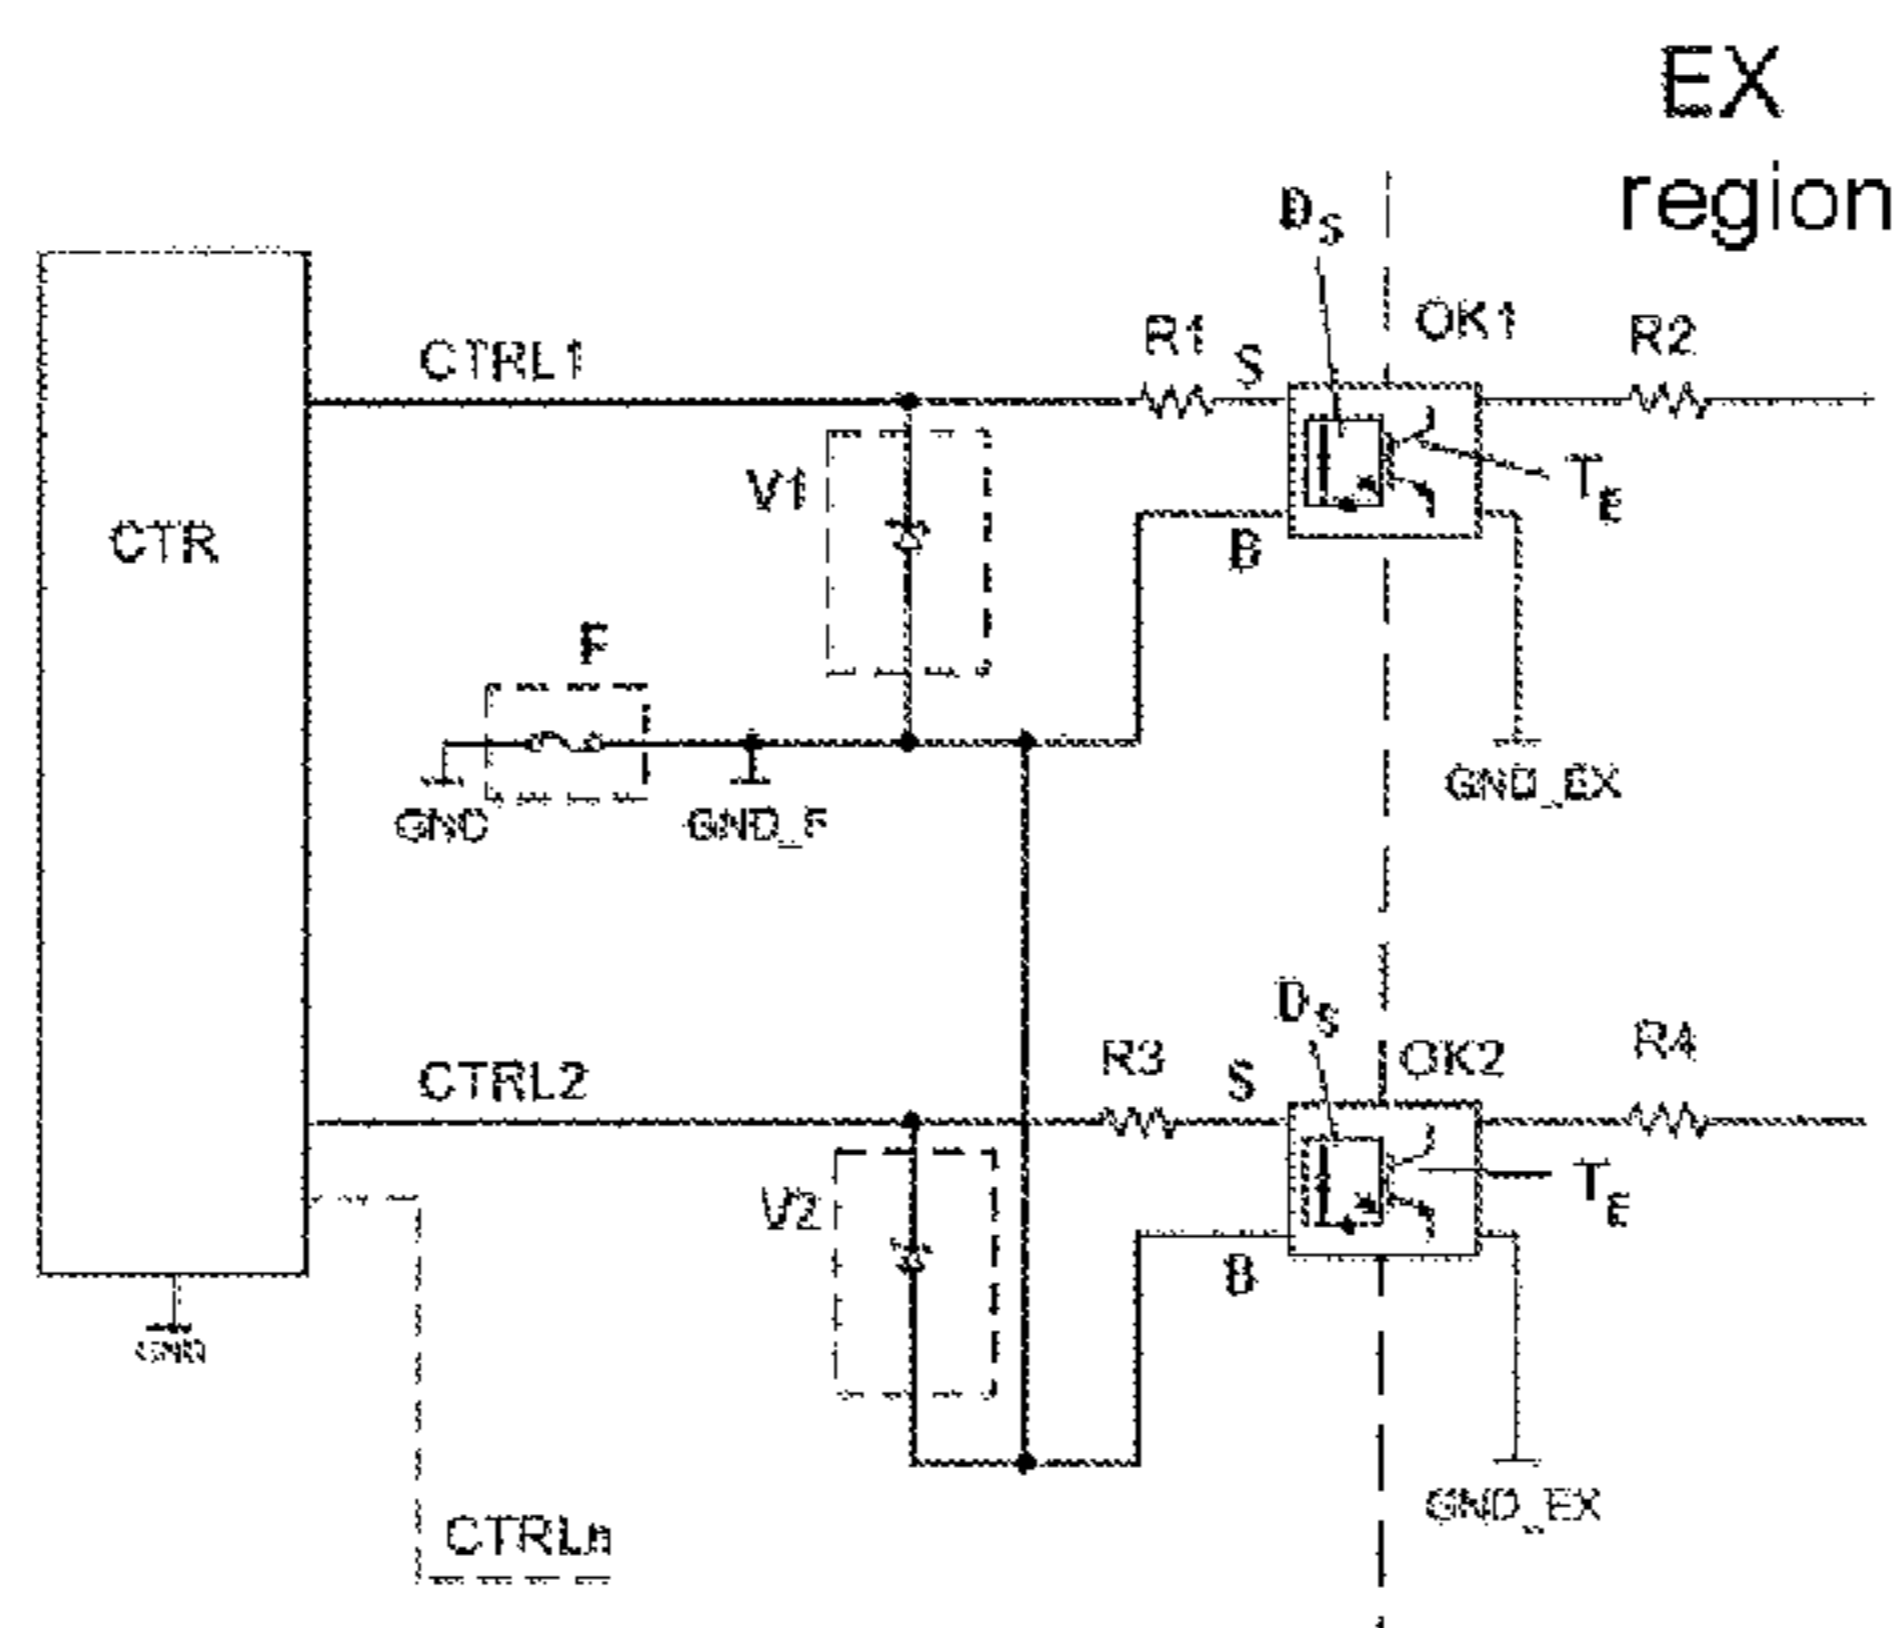 EX
region
DS
OK1
R1
S
R2
CTRL1
V1
TE
CTR
B
F
GND
GND_F
GND_EX
DS
R3
S
OK2
R4
CTRL2
V2
TE
B
GND
GND_EX
CTRLn